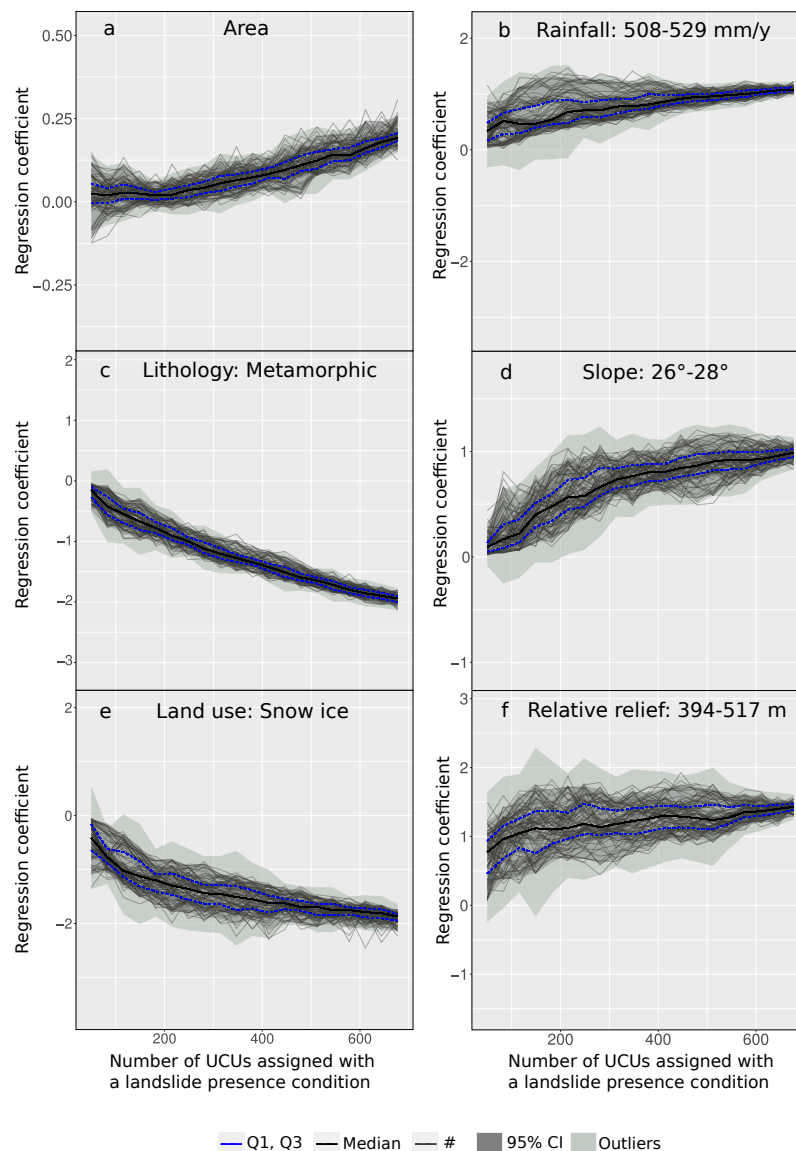 a Area
0.50
0.25
0.00
−0.25
Regression coefficient
b Rainfall: 508-529 mm/y
2
0
−2
Regression coefficient
c Lithology: Metamorphic
2
1
0
−1
−2
−3
Regression coefficient
d Slope: 26°-28°
1
0
−1
Regression coefficient
e Land use: Snow ice
2
0
−2
Regression coefficient
200 400 600
Number of UCUs assigned with
a landslide presence condition
f Relative relief: 394-517 m
3
2
1
0
−1
Regression coefficient
200 400 600
Number of UCUs assigned with
a landslide presence condition
Q1, Q3 Median # 95% CI Outliers